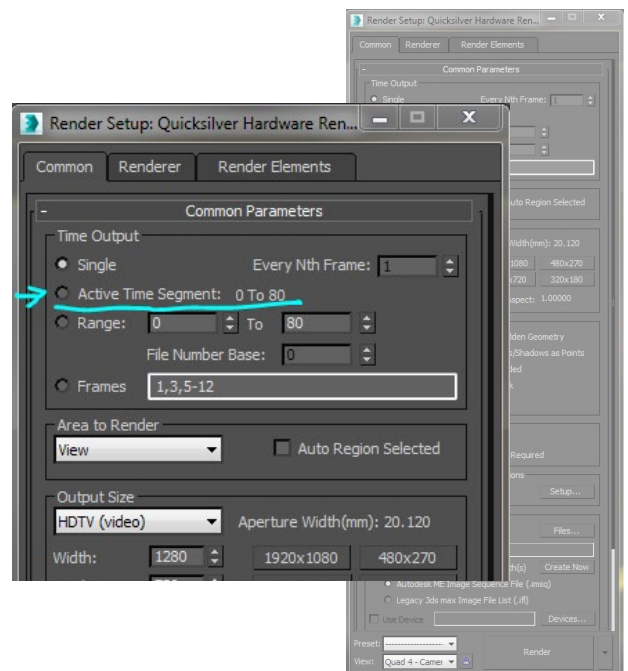 Render Setup: Quicksilver Hardware Ren...
Common Renderer Render Elements
- Common Parameters
Time Output
Single Every Nth Frame: 1
Render Setup: Quicksilver Hardware Ren...
Common Renderer Render Elements
- Common Parameters
Time Output
Single Every Nth Frame: 1
Active Time Segment: 0 To 80
Range: 0 To 80
File Number Base: 0
Frames 1,3,5-12
Area to Render
View Auto Region Selected
Output Size
HDTV (video) Aperture Width(mm): 20.120
Width: 1280 1920x1080 480x270
uto Region Selected
Width(mm): 20.120
1080 480x270
x720 320x180
spect: 1.00000
dden Geometry
s/Shadows as Points
ded
Required
ons
Setup...
Files...
th(s) Create Now
Autodesk ME Image Sequence File (.imsq)
Legacy 3ds max Image File List (.ifl)
Use Device Devices...
Preset: Render
View: Quad 4 - Camer